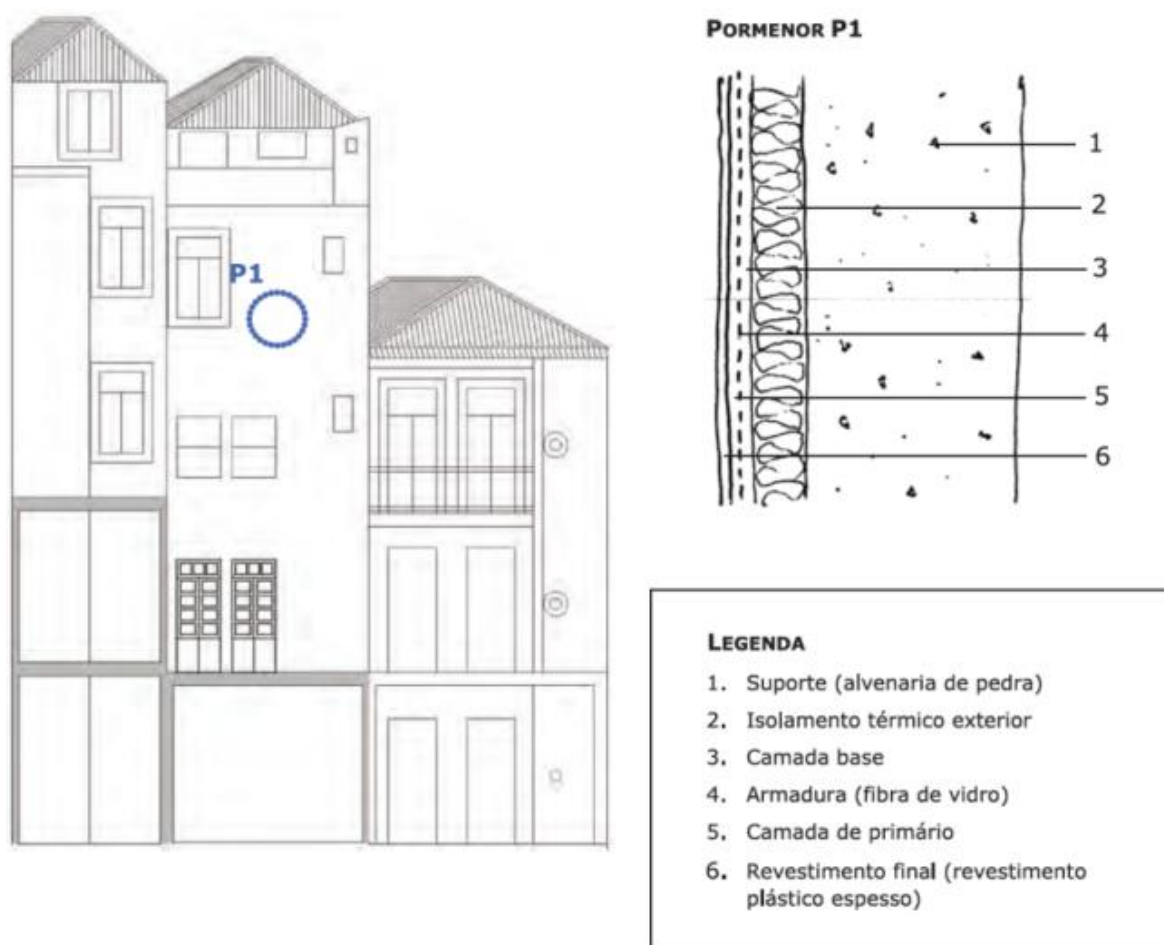 P1
PORMENOR P1
1
2
3
4
5
6
LEGENDA
1. Suporte (alvenaria de pedra)
2. Isolamento térmico exterior
3. Camada base
4. Armadura (fibra de vidro)
5. Camada de primário
6. Revestimento final (revestimento
plástico espesso)